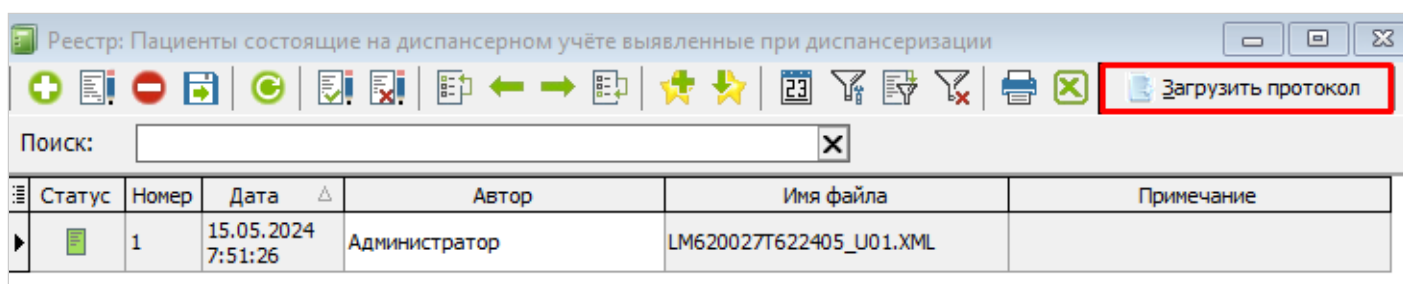 Реестр: Пациенты состоящие на диспансерном учёте выявленные при диспансеризации
23
Загрузить протокол
Поиск:
Статус Номер Дата Автор Имя файла Примечание
15.05.2024
1 Администратор LM620027T622405_U01.XML
7:51:26